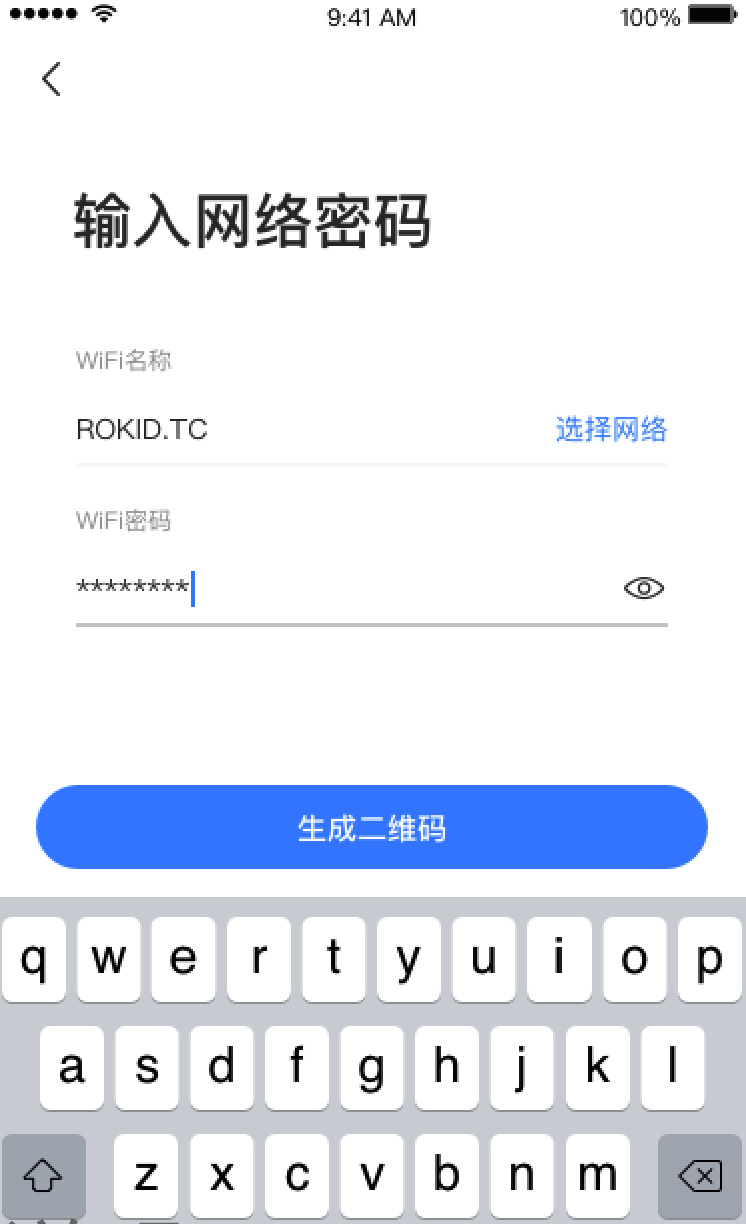 9:41 AM 100%
输入网络密码
WiFi名称
ROKID.TC 选择网络
WiFi密码
********
生成二维码
q w e r t y u i o p
a s d f g h j k l
z x c v b n m